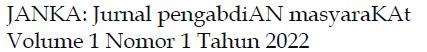 JANKA: Jurnal pengabdiAN masyaraKAt
Volume 1 Nomor 1 Tahun 2022